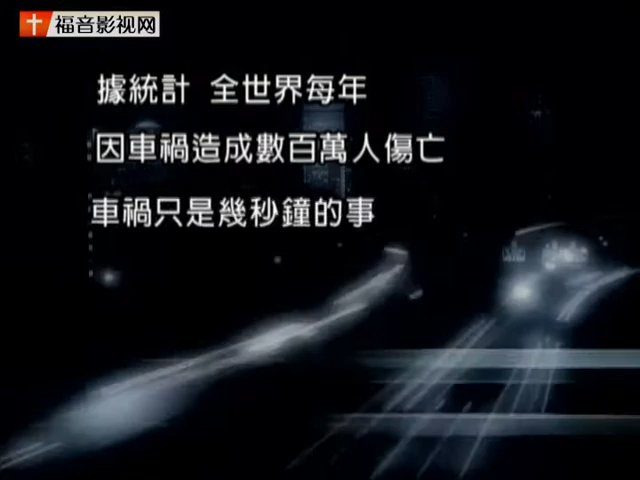 福音影视网
據統計 全世界每年
因車禍造成數百萬人傷亡
車禍只是幾秒鐘的事